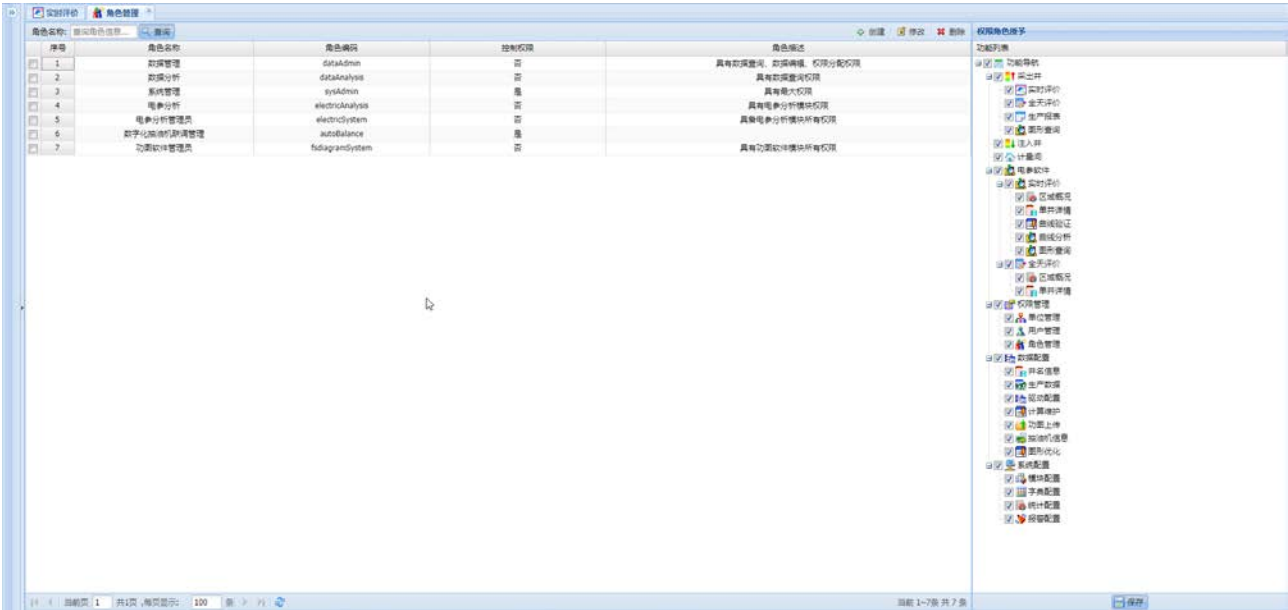 实时评价 角色管理
角色名称: 查询角色信息... 查询 创建 修改 删除 权限角色授予
序号 角色名称 角色编码 控制权限 角色描述 功能列表
1 数据管理 dataAdmin 否 具有数据查询、数据编辑、权限分配权限
2 数据分析 dataAnalysis 否 具有数据查询权限
3 系统管理 sysAdmin 是 具有最大权限
4 电参分析 electricAnalysis 否 具有电参分析模块权限
5 电参分析管理员 electricSystem 否 具备电参分析模块所有权限
6 数字化抽油机联调管理 autoBalance 是
7 功图软件管理员 fsdiagramSystem 否 具有功图软件模块所有权限
功能导航
采出井
实时评价
全天评价
生产报表
图形查询
注入井
计量间
电参软件
实时评价
区域概况
单井详情
曲线验证
曲线分析
图形查询
全天评价
区域概况
单井详情
权限管理
单位管理
用户管理
角色管理
数据配置
井名信息
生产数据
驱动配置
计算维护
功图上传
抽油机信息
图形优化
系统配置
模块配置
字典配置
统计配置
报警配置
当前页 1 共1页 ,每页显示: 100 条 当前 1~7条 共 7 条 保存